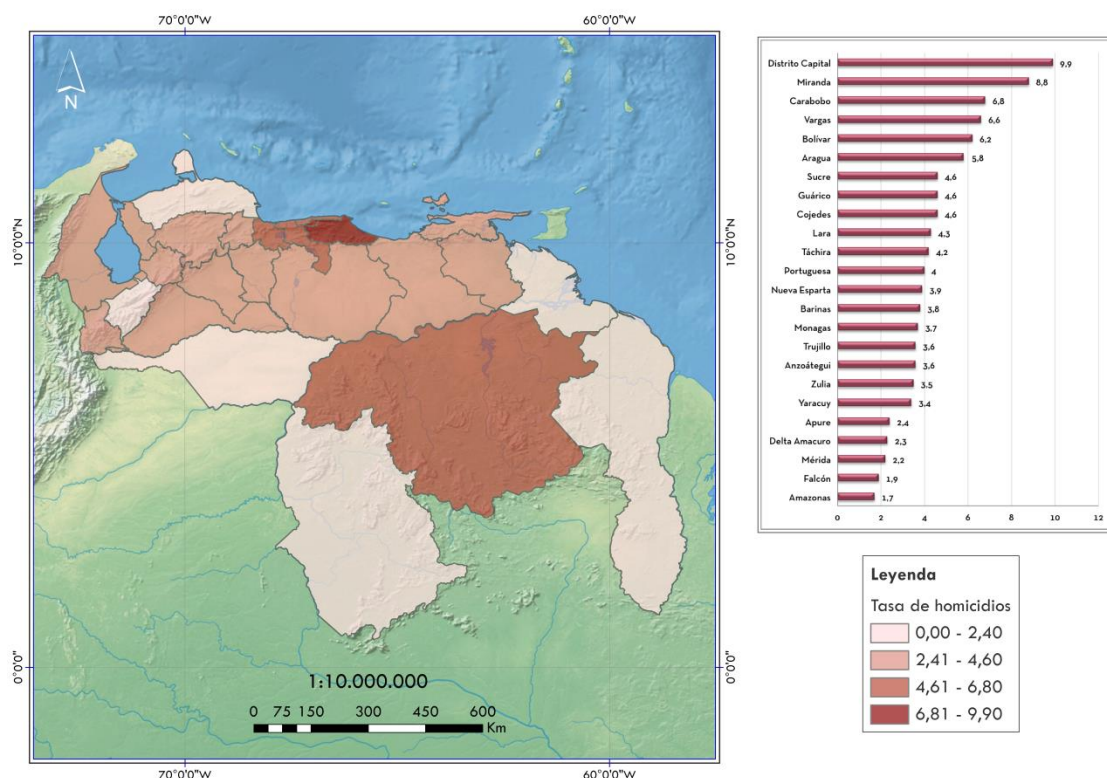 70°0'0"W
60°0'0"W
N
10°0'0"N
10°0'0"N
0°0'0"
0°0'0"
1:10.000.000
0 75 150 300 450 600
Km
70°0'0"W
60°0'0"W
Distrito Capital 9,9
Miranda 8,8
Carabobo 6,8
Vargas 6,6
Bolívar 6,2
Aragua 5,8
Sucre 4,6
Guárico 4,6
Cojedes 4,6
Lara 4,3
Táchira 4,2
Portuguesa 4
Nueva Esparta 3,9
Barinas 3,8
Monagas 3,7
Trujillo 3,6
Anzoátegui 3,6
Zulia 3,5
Yaracuy 3,4
Apure 2,4
Delta Amacuro 2,3
Mérida 2,2
Falcón 1,9
Amazonas 1,7
0 2 4 6 8 10 12
Leyenda
Tasa de homicidios
0,00 - 2,40
2,41 - 4,60
4,61 - 6,80
6,81 - 9,90